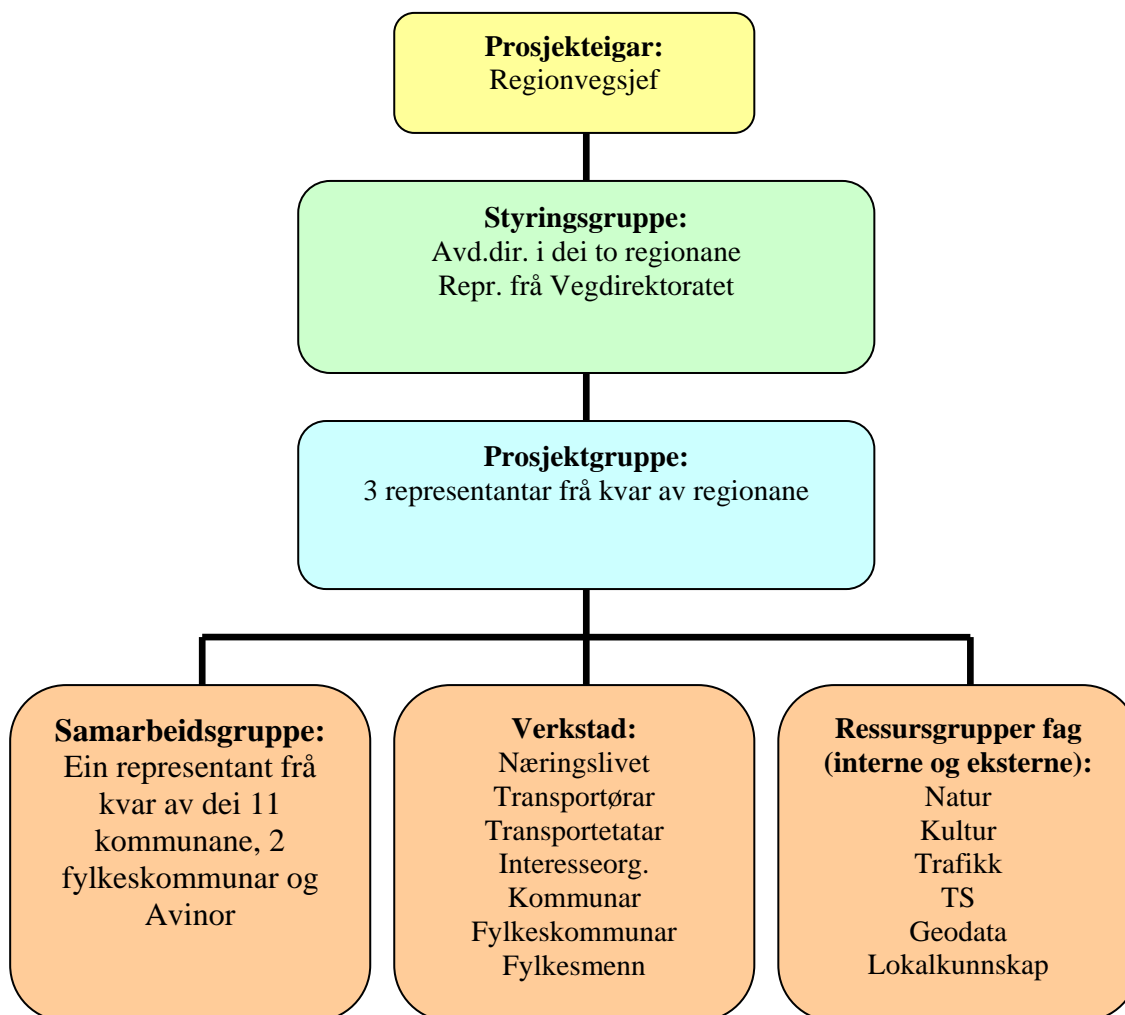 Prosjekteigar:
Regionvegsjef
Styringsgruppe:
Avd.dir. i dei to regionane
Repr. frå Vegdirektoratet
Prosjektgruppe:
3 representantar frå kvar av regionane
Samarbeidsgruppe:
Ein representant frå
kvar av dei 11
kommunane, 2
fylkeskommunar og
Avinor
Verkstad:
Næringslivet
Transportørar
Transportetatar
Interesseorg.
Kommunar
Fylkeskommunar
Fylkesmenn
Ressursgrupper fag
(interne og eksterne):
Natur
Kultur
Trafikk
TS
Geodata
Lokalkunnskap